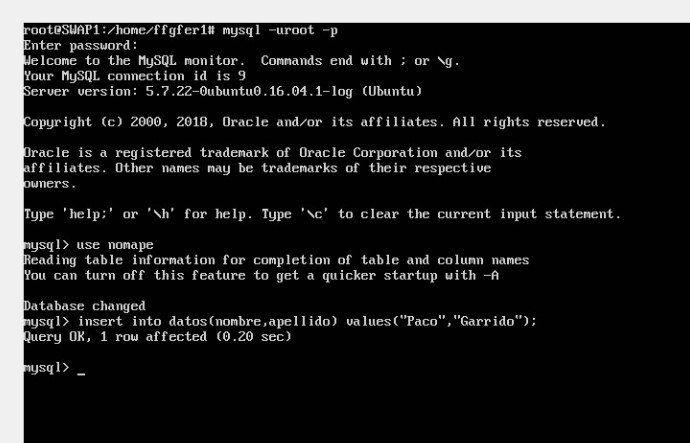 root@SWAP1:/home/ffgfer1# mysql -uroot -p
Enter password:
Welcome to the MySQL monitor.  Commands end with ; or \g.
Your MySQL connection id is 9
Server version: 5.7.22-0ubuntu0.16.04.1-log (Ubuntu)
Copyright (c) 2000, 2018, Oracle and/or its affiliates. All rights reserved.
Oracle is a registered trademark of Oracle Corporation and/or its
affiliates. Other names may be trademarks of their respective
owners.
Type 'help;' or '\h' for help. Type '\c' to clear the current input statement.
mysql> use nomape
Reading table information for completion of table and column names
You can turn off this feature to get a quicker startup with -A
Database changed
mysql> insert into datos(nombre,apellido) values("Paco","Garrido");
Query OK, 1 row affected (0.20 sec)
mysql> _